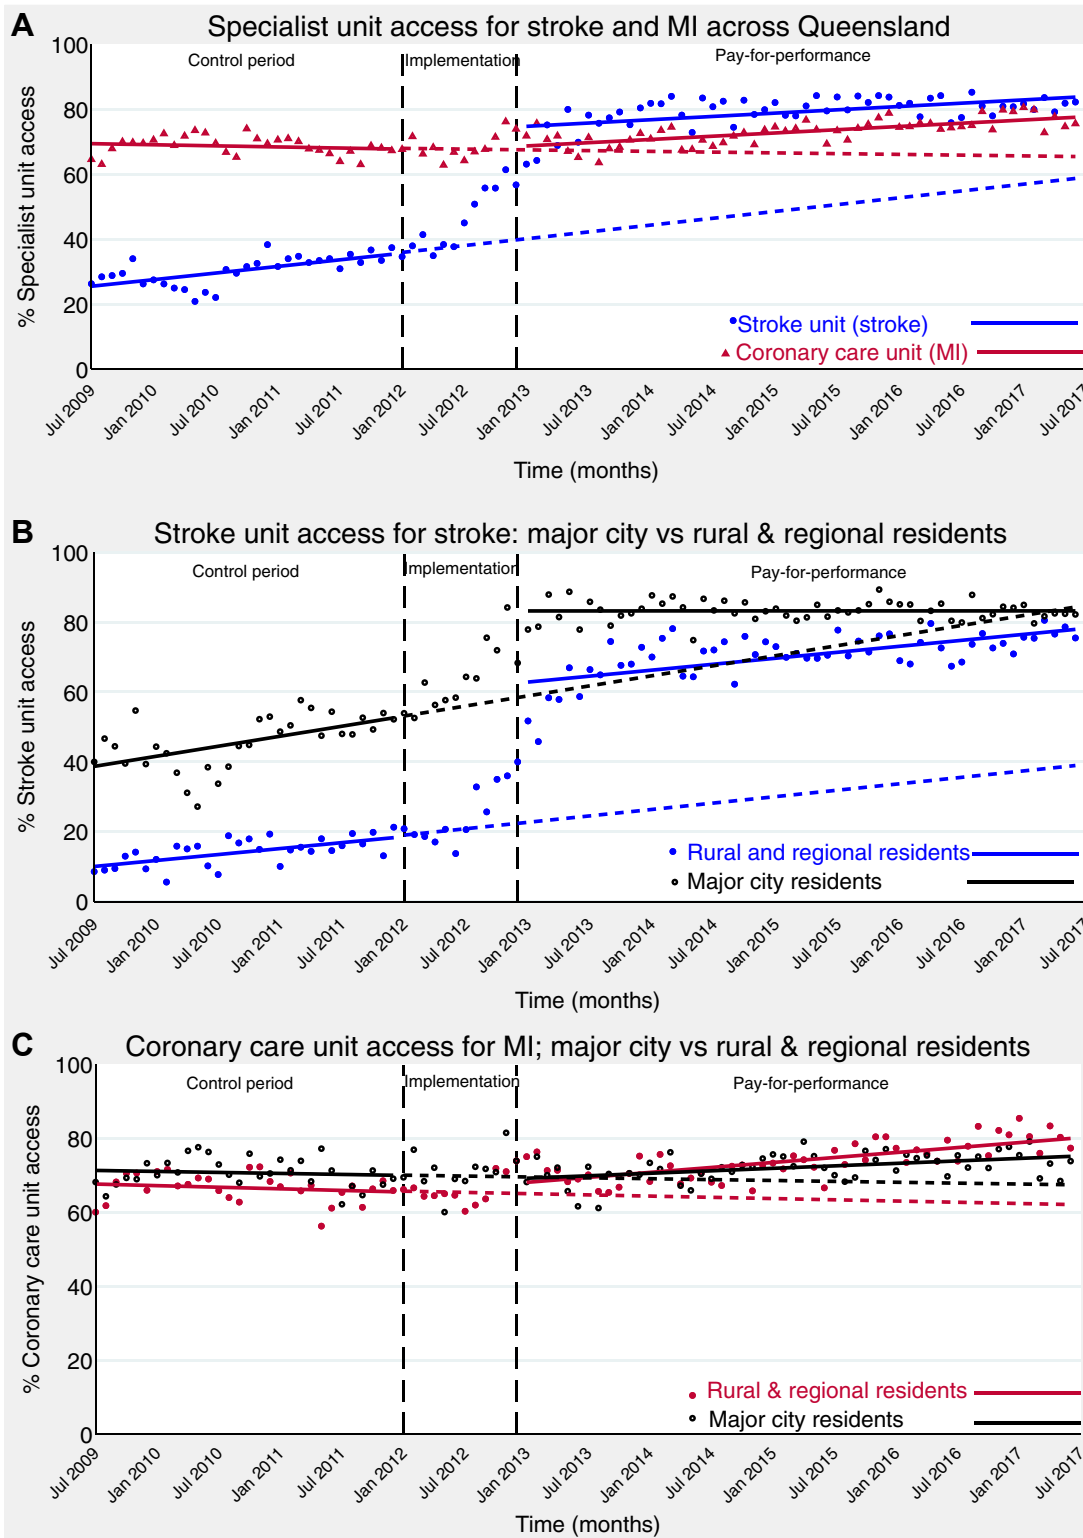 A Specialist unit access for stroke and MI across Queensland
Control period
Implementation
Pay-for-performance
% Specialist unit access
100
80
60
40
20
0
Stroke unit (stroke)
Coronary care unit (MI)
Jul 2009
Jan 2010
Jul 2010
Jan 2011
Jul 2011
Jan 2012
Jul 2012
Jan 2013
Jul 2013
Jan 2014
Jul 2014
Jan 2015
Jul 2015
Jan 2016
Jul 2016
Jan 2017
Jul 2017
Time (months)
B Stroke unit access for stroke: major city vs rural & regional residents
Control period
Implementation
Pay-for-performance
% Stroke unit access
100
80
60
40
20
0
Rural and regional residents
Major city residents
Jul 2009
Jan 2010
Jul 2010
Jan 2011
Jul 2011
Jan 2012
Jul 2012
Jan 2013
Jul 2013
Jan 2014
Jul 2014
Jan 2015
Jul 2015
Jan 2016
Jul 2016
Jan 2017
Jul 2017
Time (months)
C Coronary care unit access for MI; major city vs rural & regional residents
Control period
Implementation
Pay-for-performance
% Coronary care unit access
100
80
60
40
20
0
Rural & regional residents
Major city residents
Jul 2009
Jan 2010
Jul 2010
Jan 2011
Jul 2011
Jan 2012
Jul 2012
Jan 2013
Jul 2013
Jan 2014
Jul 2014
Jan 2015
Jul 2015
Jan 2016
Jul 2016
Jan 2017
Jul 2017
Time (months)